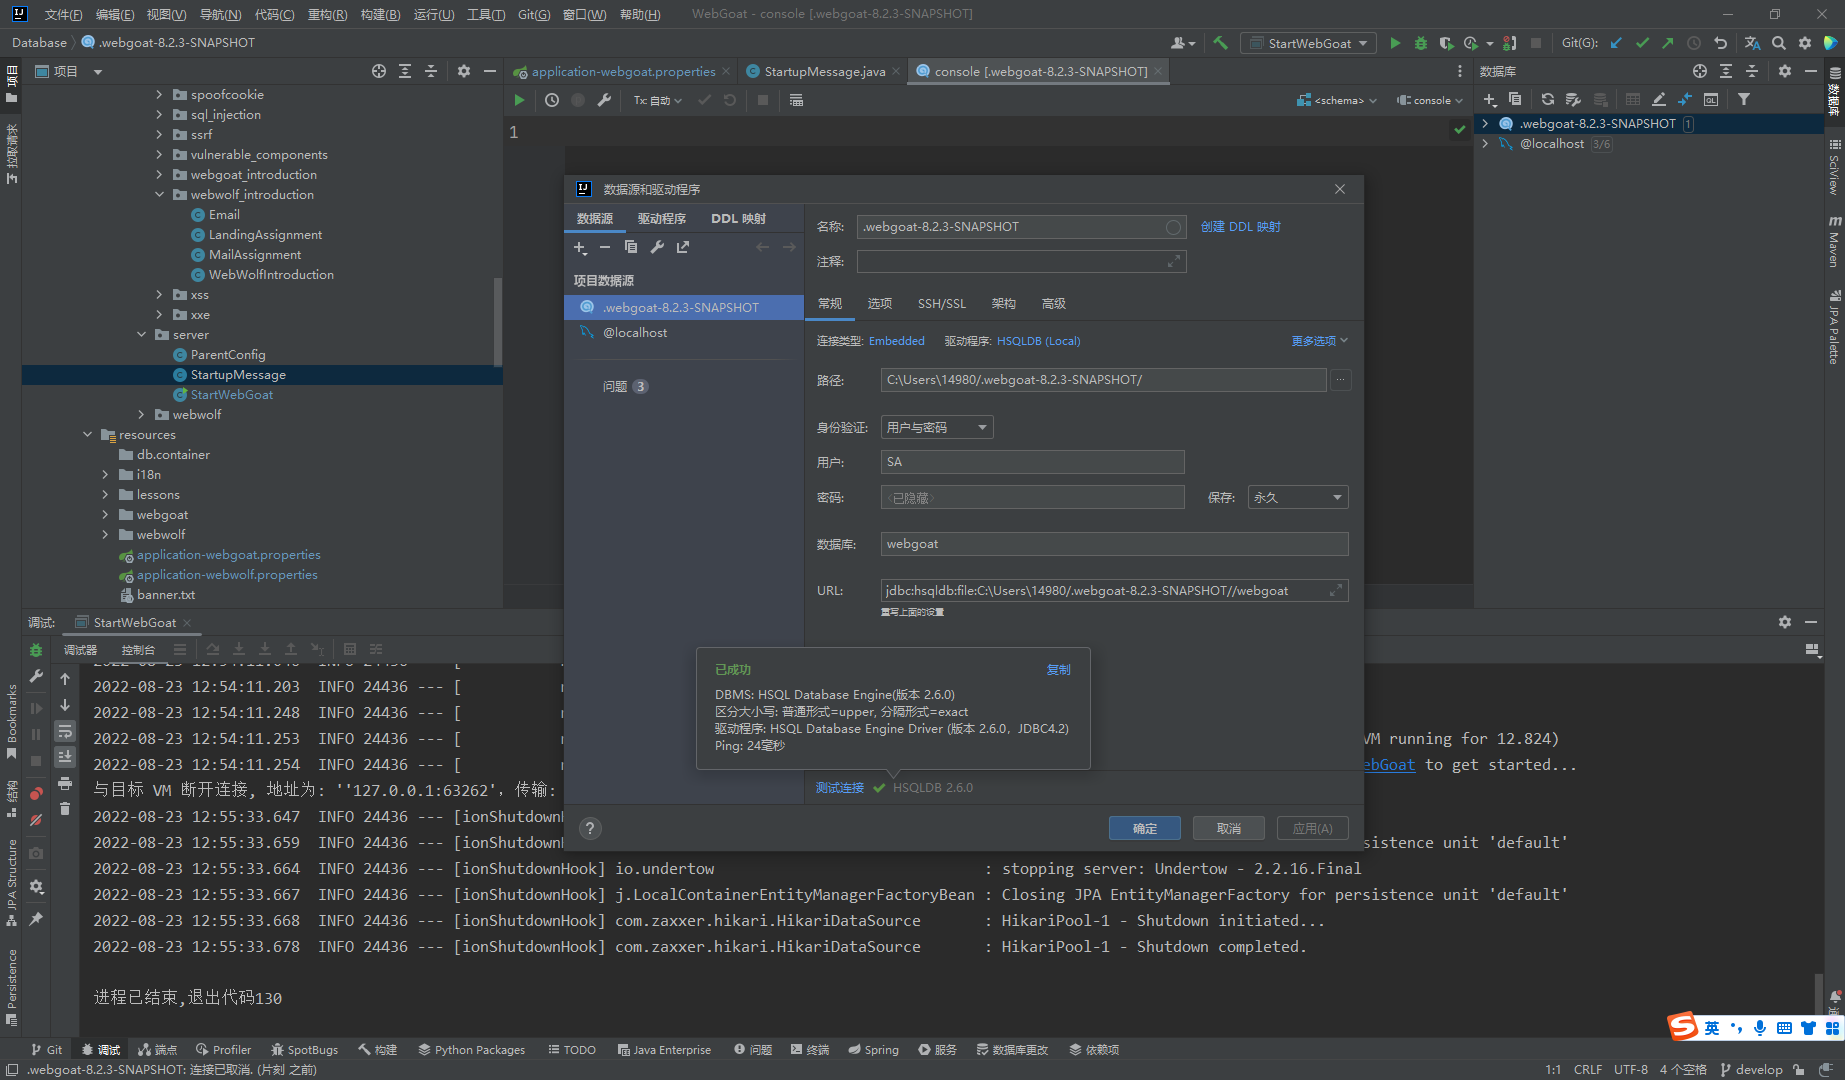 文件(F) 编辑(E) 视图(V) 导航(N) 代码(C) 重构(R) 构建(B) 运行(U) 工具(T) Git(G) 窗口(W) 帮助(H) WebGoat - console [.webgoat-8.2.3-SNAPSHOT]
Database .webgoat-8.2.3-SNAPSHOT
StartWebGoat Git(G):
项目
application-webgoat.properties StartupMessage.java console [.webgoat-8.2.3-SNAPSHOT]
数据库
Tx: 自动 <schema> console
1
spoofcookie
sql_injection
ssrf
vulnerable_components
webgoat_introduction
webwolf_introduction
Email
LandingAssignment
MailAssignment
WebWolfIntroduction
xss
xxe
server
ParentConfig
StartupMessage
StartWebGoat
webwolf
resources
db.container
i18n
lessons
webgoat
webwolf
application-webgoat.properties
application-webwolf.properties
banner.txt
.webgoat-8.2.3-SNAPSHOT 1
@localhost 3/6
数据源和驱动程序
数据源 驱动程序 DDL 映射
项目数据源
.webgoat-8.2.3-SNAPSHOT
@localhost
问题 3
名称: .webgoat-8.2.3-SNAPSHOT 创建 DDL 映射
注释:
常规 选项 SSH/SSL 架构 高级
连接类型: Embedded 驱动程序: HSQLDB (Local) 更多选项
路径: C:\Users\14980/.webgoat-8.2.3-SNAPSHOT/ ...
身份验证: 用户与密码
用户: SA
密码: <已隐藏> 保存: 永久
数据库: webgoat
URL: jdbc:hsqldb:file:C:\Users\14980/.webgoat-8.2.3-SNAPSHOT//webgoat
重写上面的设置
已成功 复制
DBMS: HSQL Database Engine(版本 2.6.0)
区分大小写: 普通形式=upper, 分隔形式=exact
驱动程序: HSQL Database Engine Driver (版本 2.6.0, JDBC4.2)
Ping: 24毫秒
测试连接 HSQLDB 2.6.0
? 确定 取消 应用(A)
调试: StartWebGoat
调试器 控制台
2022-08-23 12:54:11.203 INFO 24436 --- [
2022-08-23 12:54:11.248 INFO 24436 --- [
2022-08-23 12:54:11.253 INFO 24436 --- [ VM running for 12.824)
2022-08-23 12:54:11.254 INFO 24436 --- [ ebGoat to get started...
与目标 VM 断开连接, 地址为: ''127.0.0.1:63262', 传输:
2022-08-23 12:55:33.647 INFO 24436 --- [ionShutdownH
2022-08-23 12:55:33.659 INFO 24436 --- [ionShutdownH sistence unit 'default'
2022-08-23 12:55:33.664 INFO 24436 --- [ionShutdownHook] io.undertow : stopping server: Undertow - 2.2.16.Final
2022-08-23 12:55:33.667 INFO 24436 --- [ionShutdownHook] j.LocalContainerEntityManagerFactoryBean : Closing JPA EntityManagerFactory for persistence unit 'default'
2022-08-23 12:55:33.668 INFO 24436 --- [ionShutdownHook] com.zaxxer.hikari.HikariDataSource : HikariPool-1 - Shutdown initiated...
2022-08-23 12:55:33.678 INFO 24436 --- [ionShutdownHook] com.zaxxer.hikari.HikariDataSource : HikariPool-1 - Shutdown completed.
进程已结束,退出代码130
项目
拉取请求
Bookmarks
结构
JPA Structure
Persistence
数据库
SciView
Maven
JPA Palette
英
Git 调试 端点 Profiler SpotBugs 构建 Python Packages TODO Java Enterprise 问题 终端 Spring 服务 数据库更改 依赖项
.webgoat-8.2.3-SNAPSHOT: 连接已取消. (片刻 之前) 1:1 CRLF UTF-8 4 个空格 develop